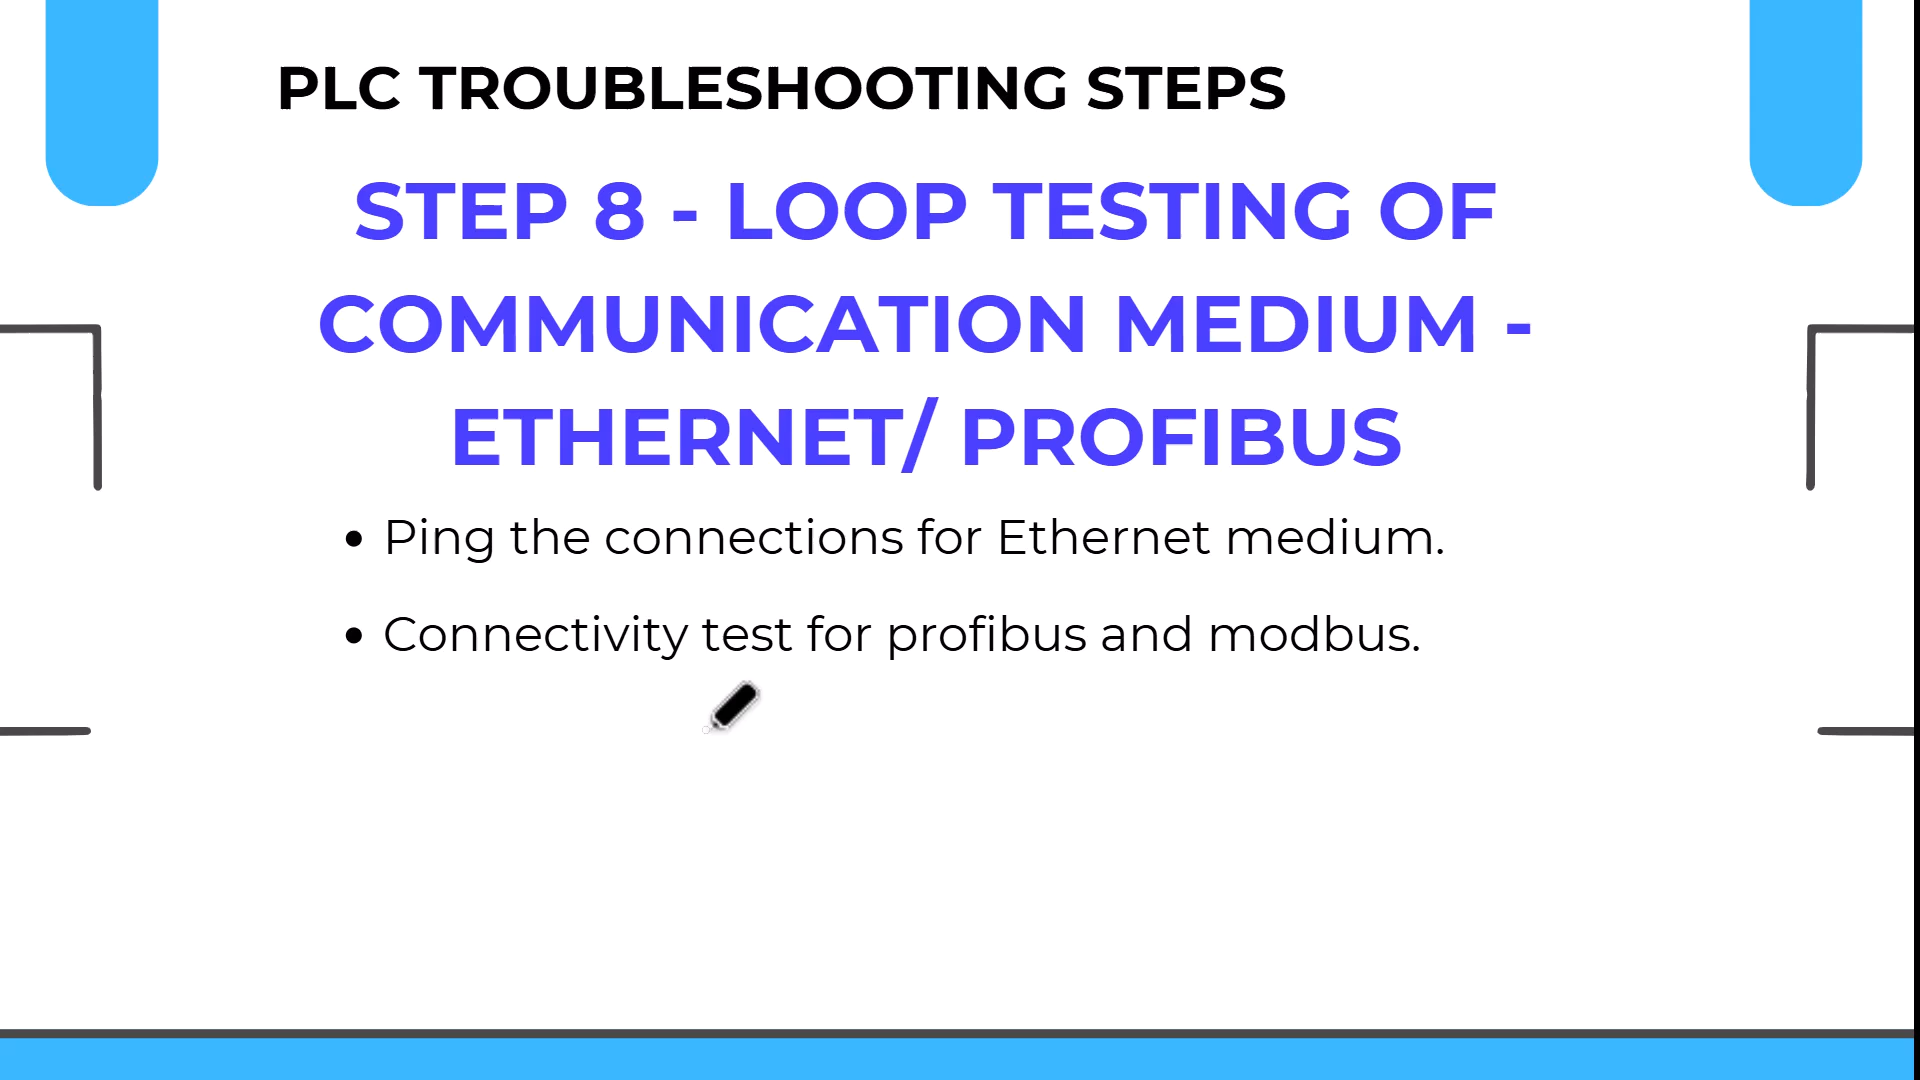 PLC TROUBLESHOOTING STEPS
STEP 8 - LOOP TESTING OF
COMMUNICATION MEDIUM -
ETHERNET/ PROFIBUS
• Ping the connections for Ethernet medium.
• Connectivity test for profibus and modbus.